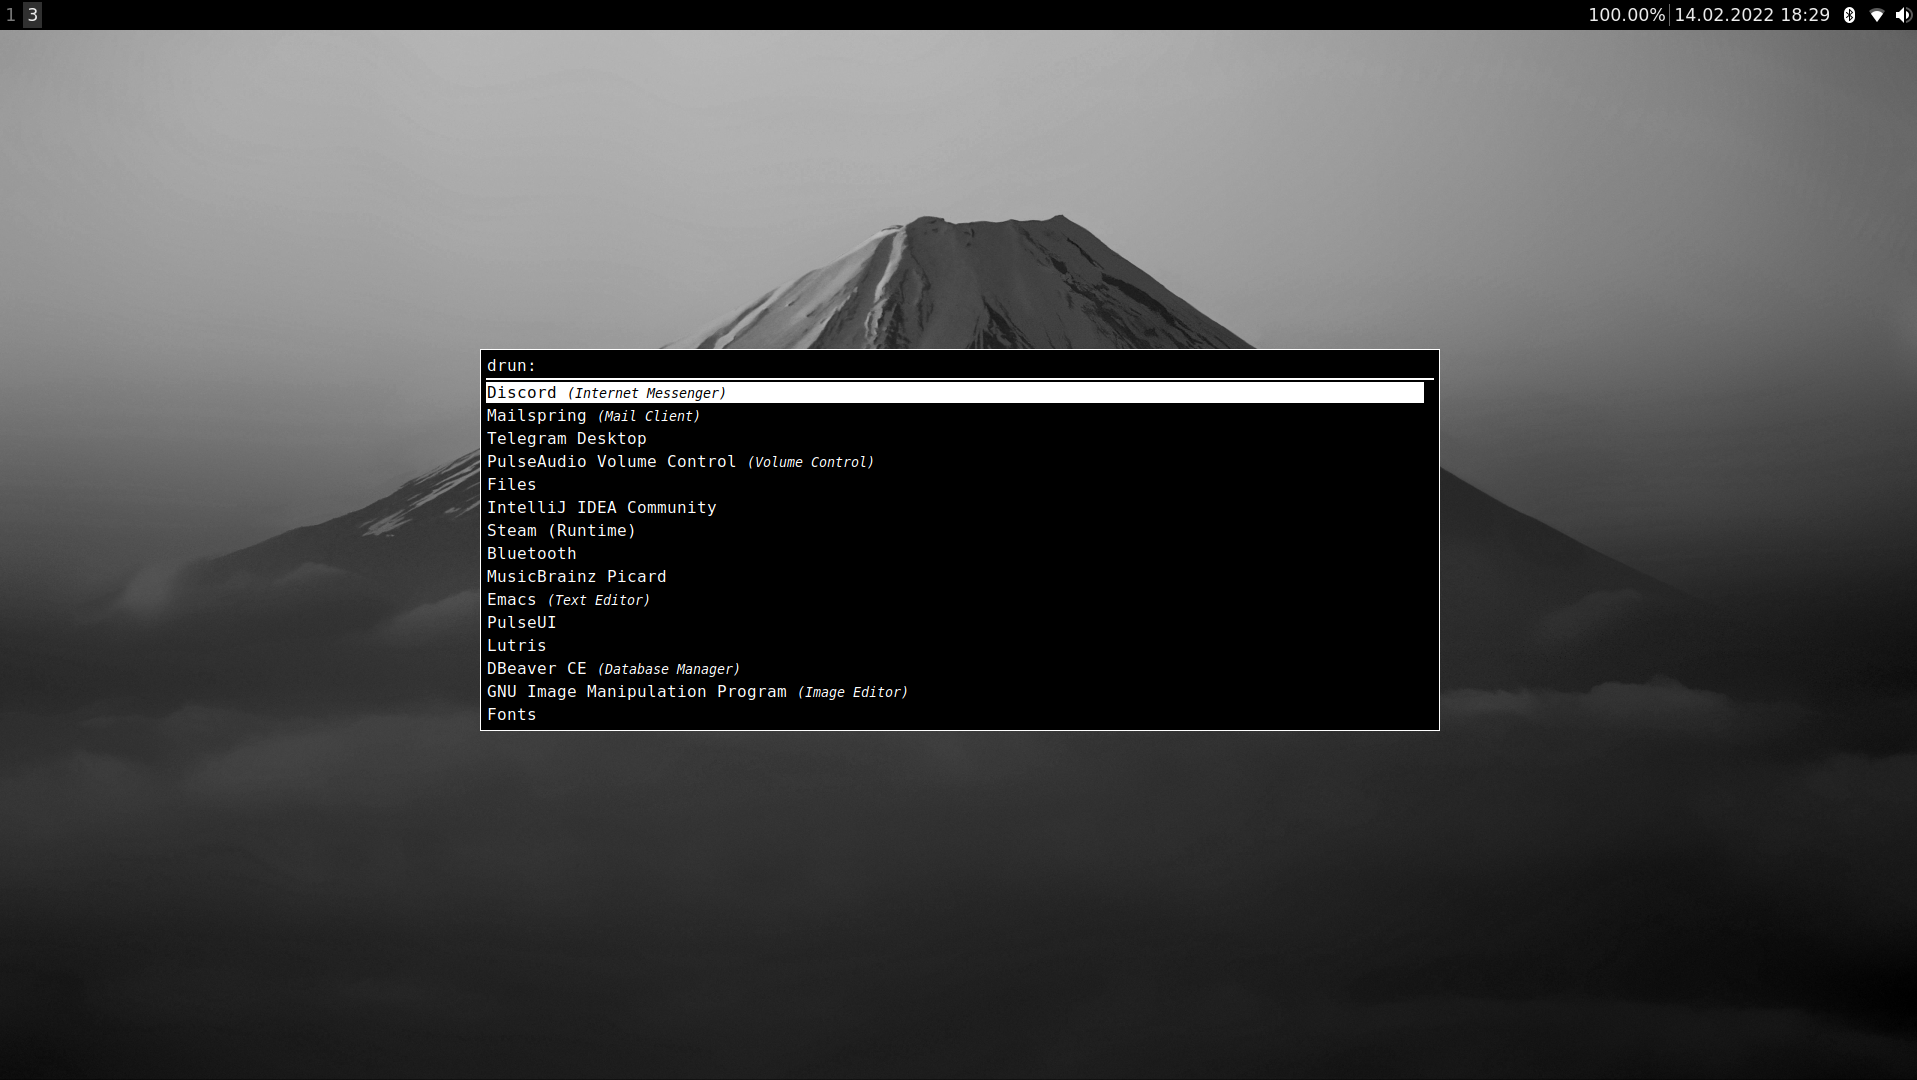 1 3 100.00% 14.02.2022 18:29
drun:
Discord (Internet Messenger)
Mailspring (Mail Client)
Telegram Desktop
PulseAudio Volume Control (Volume Control)
Files
IntelliJ IDEA Community
Steam (Runtime)
Bluetooth
MusicBrainz Picard
Emacs (Text Editor)
PulseUI
Lutris
DBeaver CE (Database Manager)
GNU Image Manipulation Program (Image Editor)
Fonts